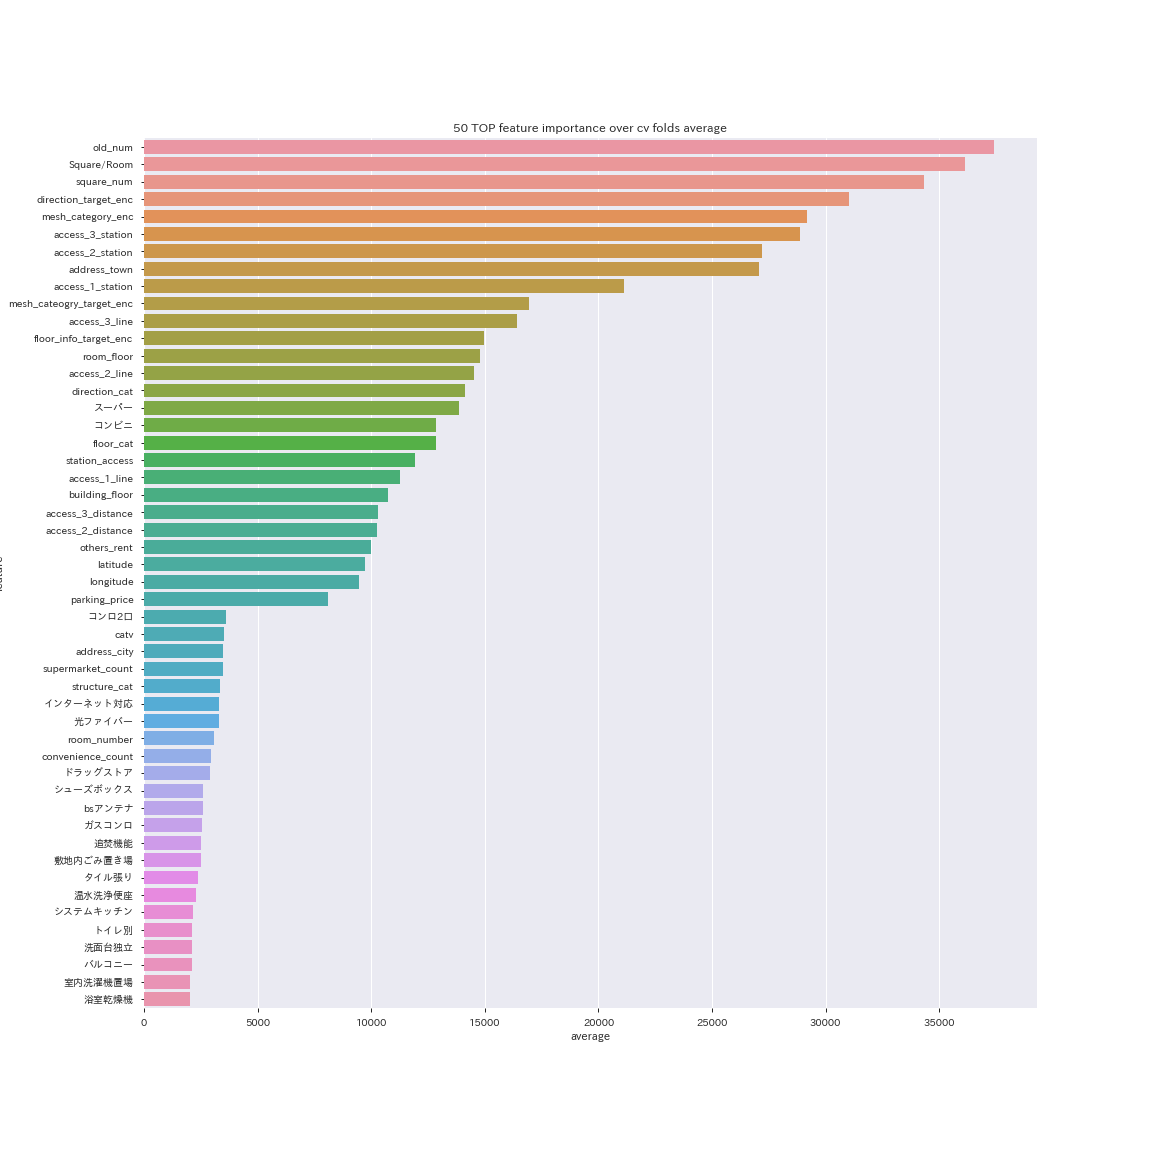 50 TOP feature importance over cv folds average
old_num
Square/Room
square_num
direction_target_enc
mesh_category_enc
access_3_station
access_2_station
address_town
access_1_station
mesh_cateogry_target_enc
access_3_line
floor_info_target_enc
room_floor
access_2_line
direction_cat
スーパー
コンビニ
floor_cat
station_access
access_1_line
building_floor
access_3_distance
access_2_distance
others_rent
latitude
longitude
parking_price
コンロ2口
catv
address_city
supermarket_count
structure_cat
インターネット対応
光ファイバー
room_number
convenience_count
ドラッグストア
シューズボックス
bsアンテナ
ガスコンロ
追焚機能
敷地内ごみ置き場
タイル張り
温水洗浄便座
システムキッチン
トイレ別
洗面台独立
バルコニー
室内洗濯機置場
浴室乾燥機
0 5000 10000 15000 20000 25000 30000 35000
average